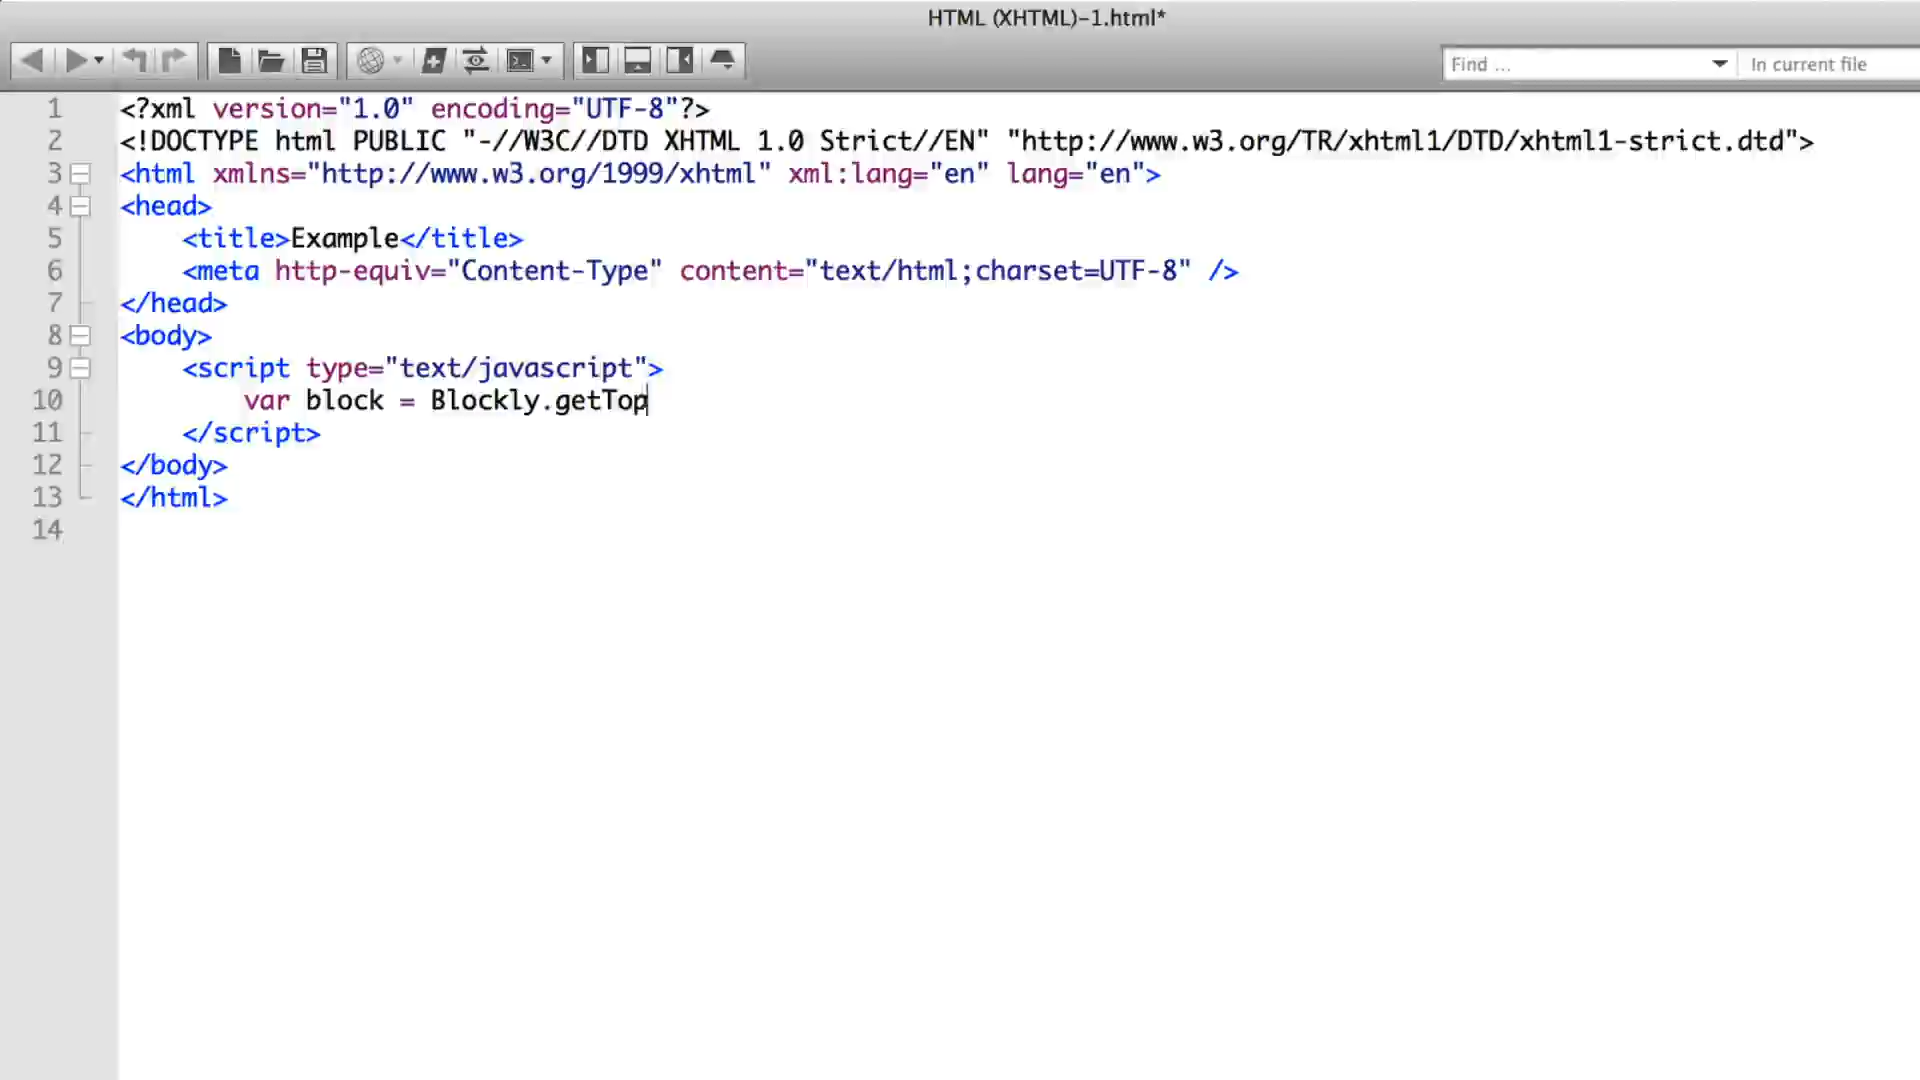 HTML (XHTML)-1.html*
Find ...
In current file
1 <?xml version="1.0" encoding="UTF-8"?>
2 <!DOCTYPE html PUBLIC "-//W3C//DTD XHTML 1.0 Strict//EN" "http://www.w3.org/TR/xhtml1/DTD/xhtml1-strict.dtd">
3 <html xmlns="http://www.w3.org/1999/xhtml" xml:lang="en" lang="en">
4 <head>
5 <title>Example</title>
6 <meta http-equiv="Content-Type" content="text/html;charset=UTF-8" />
7 </head>
8 <body>
9 <script type="text/javascript">
10 var block = Blockly.getTop
11 </script>
12 </body>
13 </html>
14